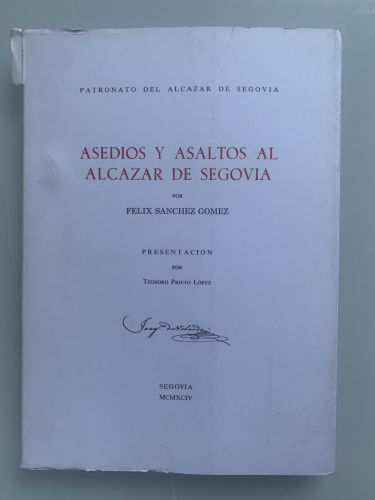 PATRONATO DEL ALCAZAR DE SEGOVIA
ASEDIOS Y ASALTOS AL
ALCAZAR DE SEGOVIA
POR
FELIX SANCHEZ GOMEZ
PRESENTACION
POR
TEODORO PRIETO LÓPEZ
SEGOVIA
MCMXCIV